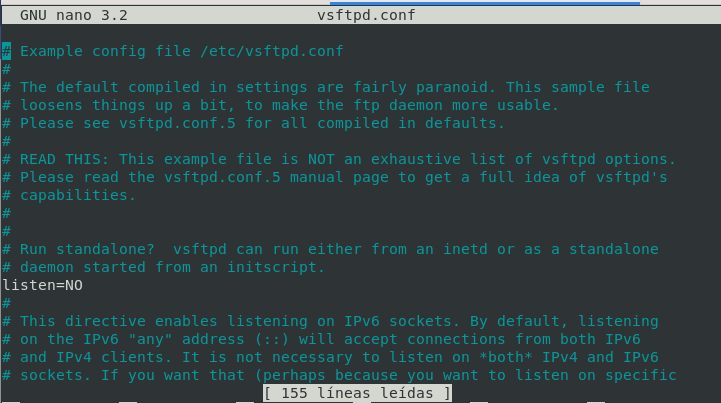 GNU nano 3.2 vsftpd.conf
# Example config file /etc/vsftpd.conf
#
# The default compiled in settings are fairly paranoid. This sample file
# loosens things up a bit, to make the ftp daemon more usable.
# Please see vsftpd.conf.5 for all compiled in defaults.
#
# READ THIS: This example file is NOT an exhaustive list of vsftpd options.
# Please read the vsftpd.conf.5 manual page to get a full idea of vsftpd's
# capabilities.
#
#
# Run standalone?  vsftpd can run either from an inetd or as a standalone
# daemon started from an initscript.
listen=NO
#
# This directive enables listening on IPv6 sockets. By default, listening
# on the IPv6 "any" address (::) will accept connections from both IPv6
# and IPv4 clients. It is not necessary to listen on *both* IPv4 and IPv6
# sockets. If you want that (perhaps because you want to listen on specific
[ 155 líneas leídas ]